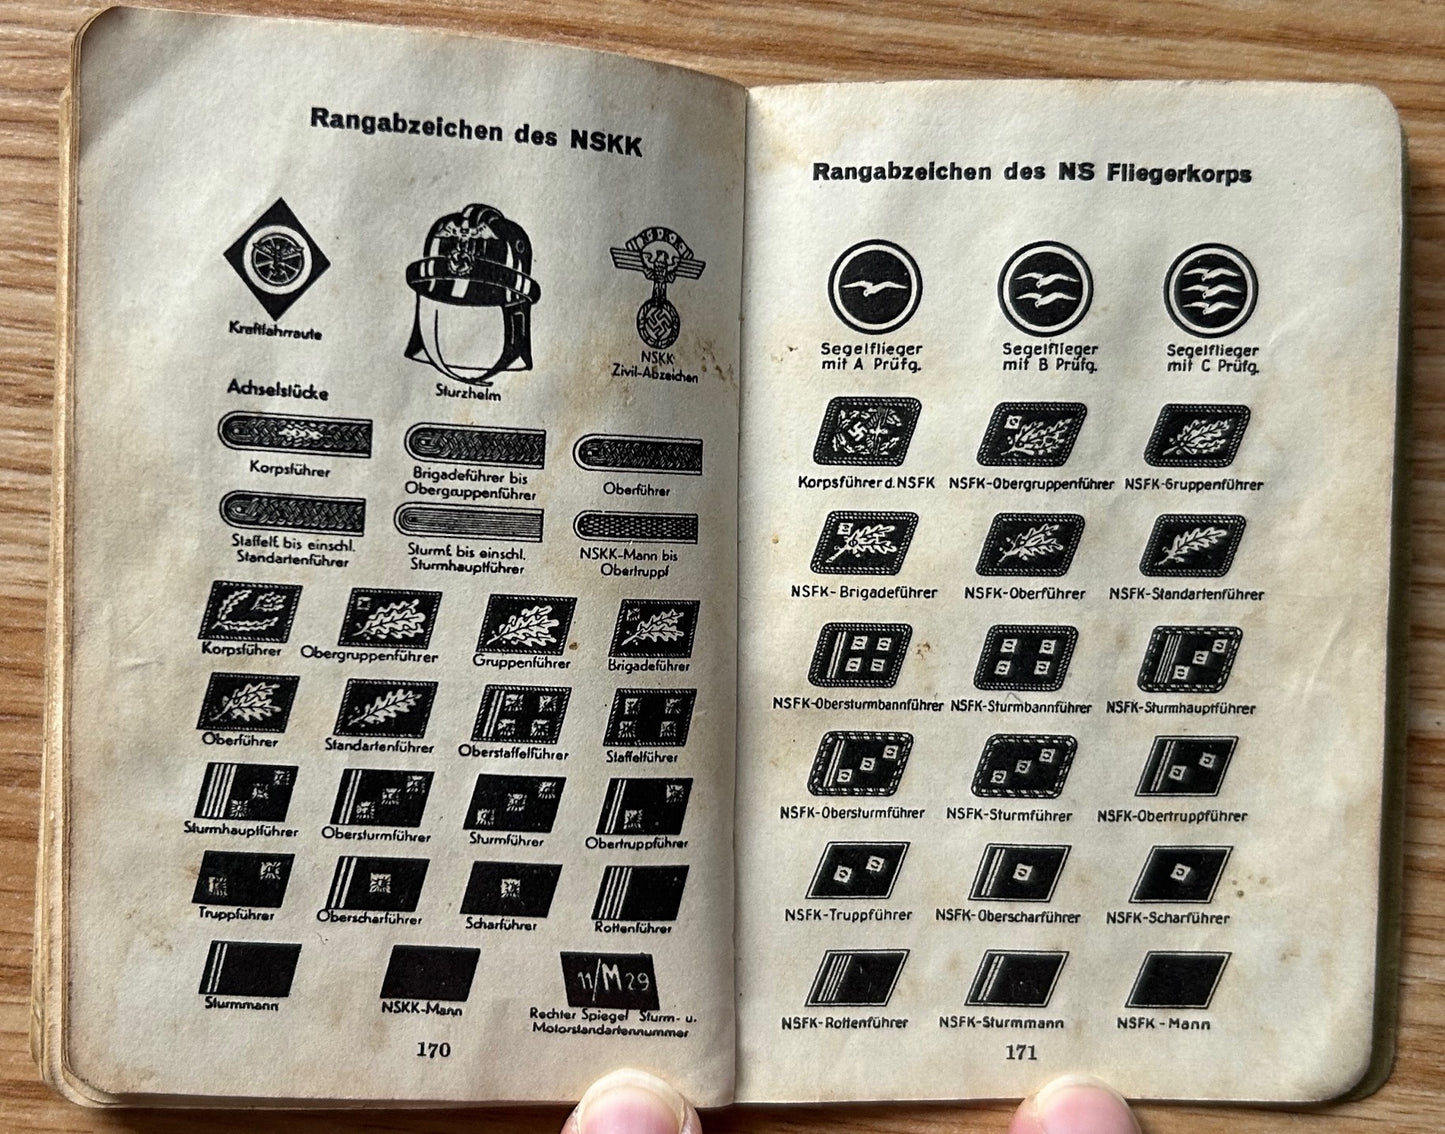 Rangabzeichen des NSKK
Kraftfahrraute
Sturzhelm
NSKK
Zivil-Abzeichen
Achselstücke
Korpsführer
Brigadeführer bis
Obergruppenführer
Oberführer
Staffelf. bis einschl.
Standartenführer
Sturmf. bis einschl.
Sturmhauptführer
NSKK-Mann bis
Obertruppf
Korpsführer
Obergruppenführer
Gruppenführer
Brigadeführer
Oberführer
Standartenführer
Oberstaffelführer
Staffelführer
Sturmhauptführer
Obersturmführer
Sturmführer
Obertruppführer
Truppführer
Oberscharführer
Scharführer
Rottenführer
Sturmmann
NSKK-Mann
11/M29
Rechter Spiegel Sturm- u.
Motorstandartennummer
170
Rangabzeichen des NS Fliegerkorps
Segelflieger
mit A Prüfg.
Segelflieger
mit B Prüfg.
Segelflieger
mit C Prüfg.
Korpsführer d. NSFK
NSFK-Obergruppenführer
NSFK-Gruppenführer
NSFK-Brigadeführer
NSFK-Oberführer
NSFK-Standartenführer
NSFK-Obersturmbannführer
NSFK-Sturmbannführer
NSFK-Sturmhauptführer
NSFK-Obersturmführer
NSFK-Sturmführer
NSFK-Obertruppführer
NSFK-Truppführer
NSFK-Oberscharführer
NSFK-Scharführer
NSFK-Rottenführer
NSFK-Sturmmann
NSFK-Mann
171